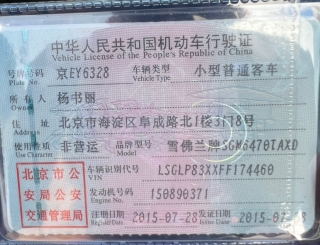 中华人民共和国机动车行驶证
Vehicle License of the People's Republic of China
号牌号码 京EY6328 车辆类型 小型普通客车
Plate No. Vehicle Type
所有人 杨书丽
Owner
住址 北京市海淀区阜成路北1楼3门8号
Address
使用性质 非营运 品牌型号 雪佛兰牌SGM6470TAXD
Use Character Model
北京市公安局公安交通管理局 车辆识别代号 LSGLP83XXFF174460
VIN
发动机号码 150890371
Engine No.
注册日期 2015-07-28 发证日期 2015-07-28
Register Date Issue Date